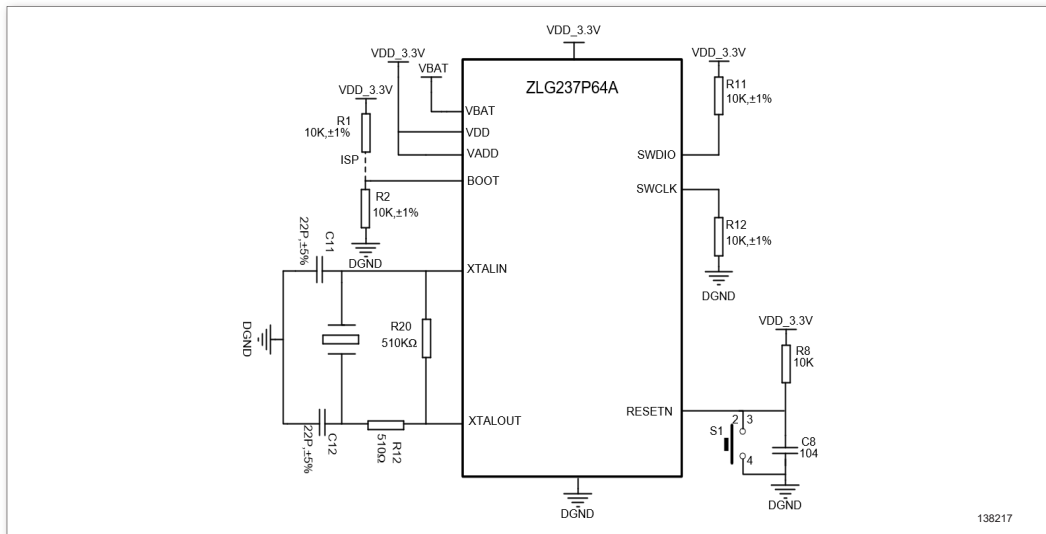 VDD_3.3V
VDD_3.3V
VDD_3.3V
VBAT
VDD_3.3V
ZLG237P64A
R11
10K,±1%
R1
10K,±1%
VBAT
VDD
VADD
ISP
BOOT
SWDIO
SWCLK
R2
10K,±1%
R12
10K,±1%
DGND
C11
22P,±5%
XTALIN
DGND
VDD_3.3V
DGND
R20
510KΩ
R8
10K
RESETN
2
3
S1
4
C8
104
XTALOUT
C12
22P,±5%
R12
510Ω
DGND
DGND
138217